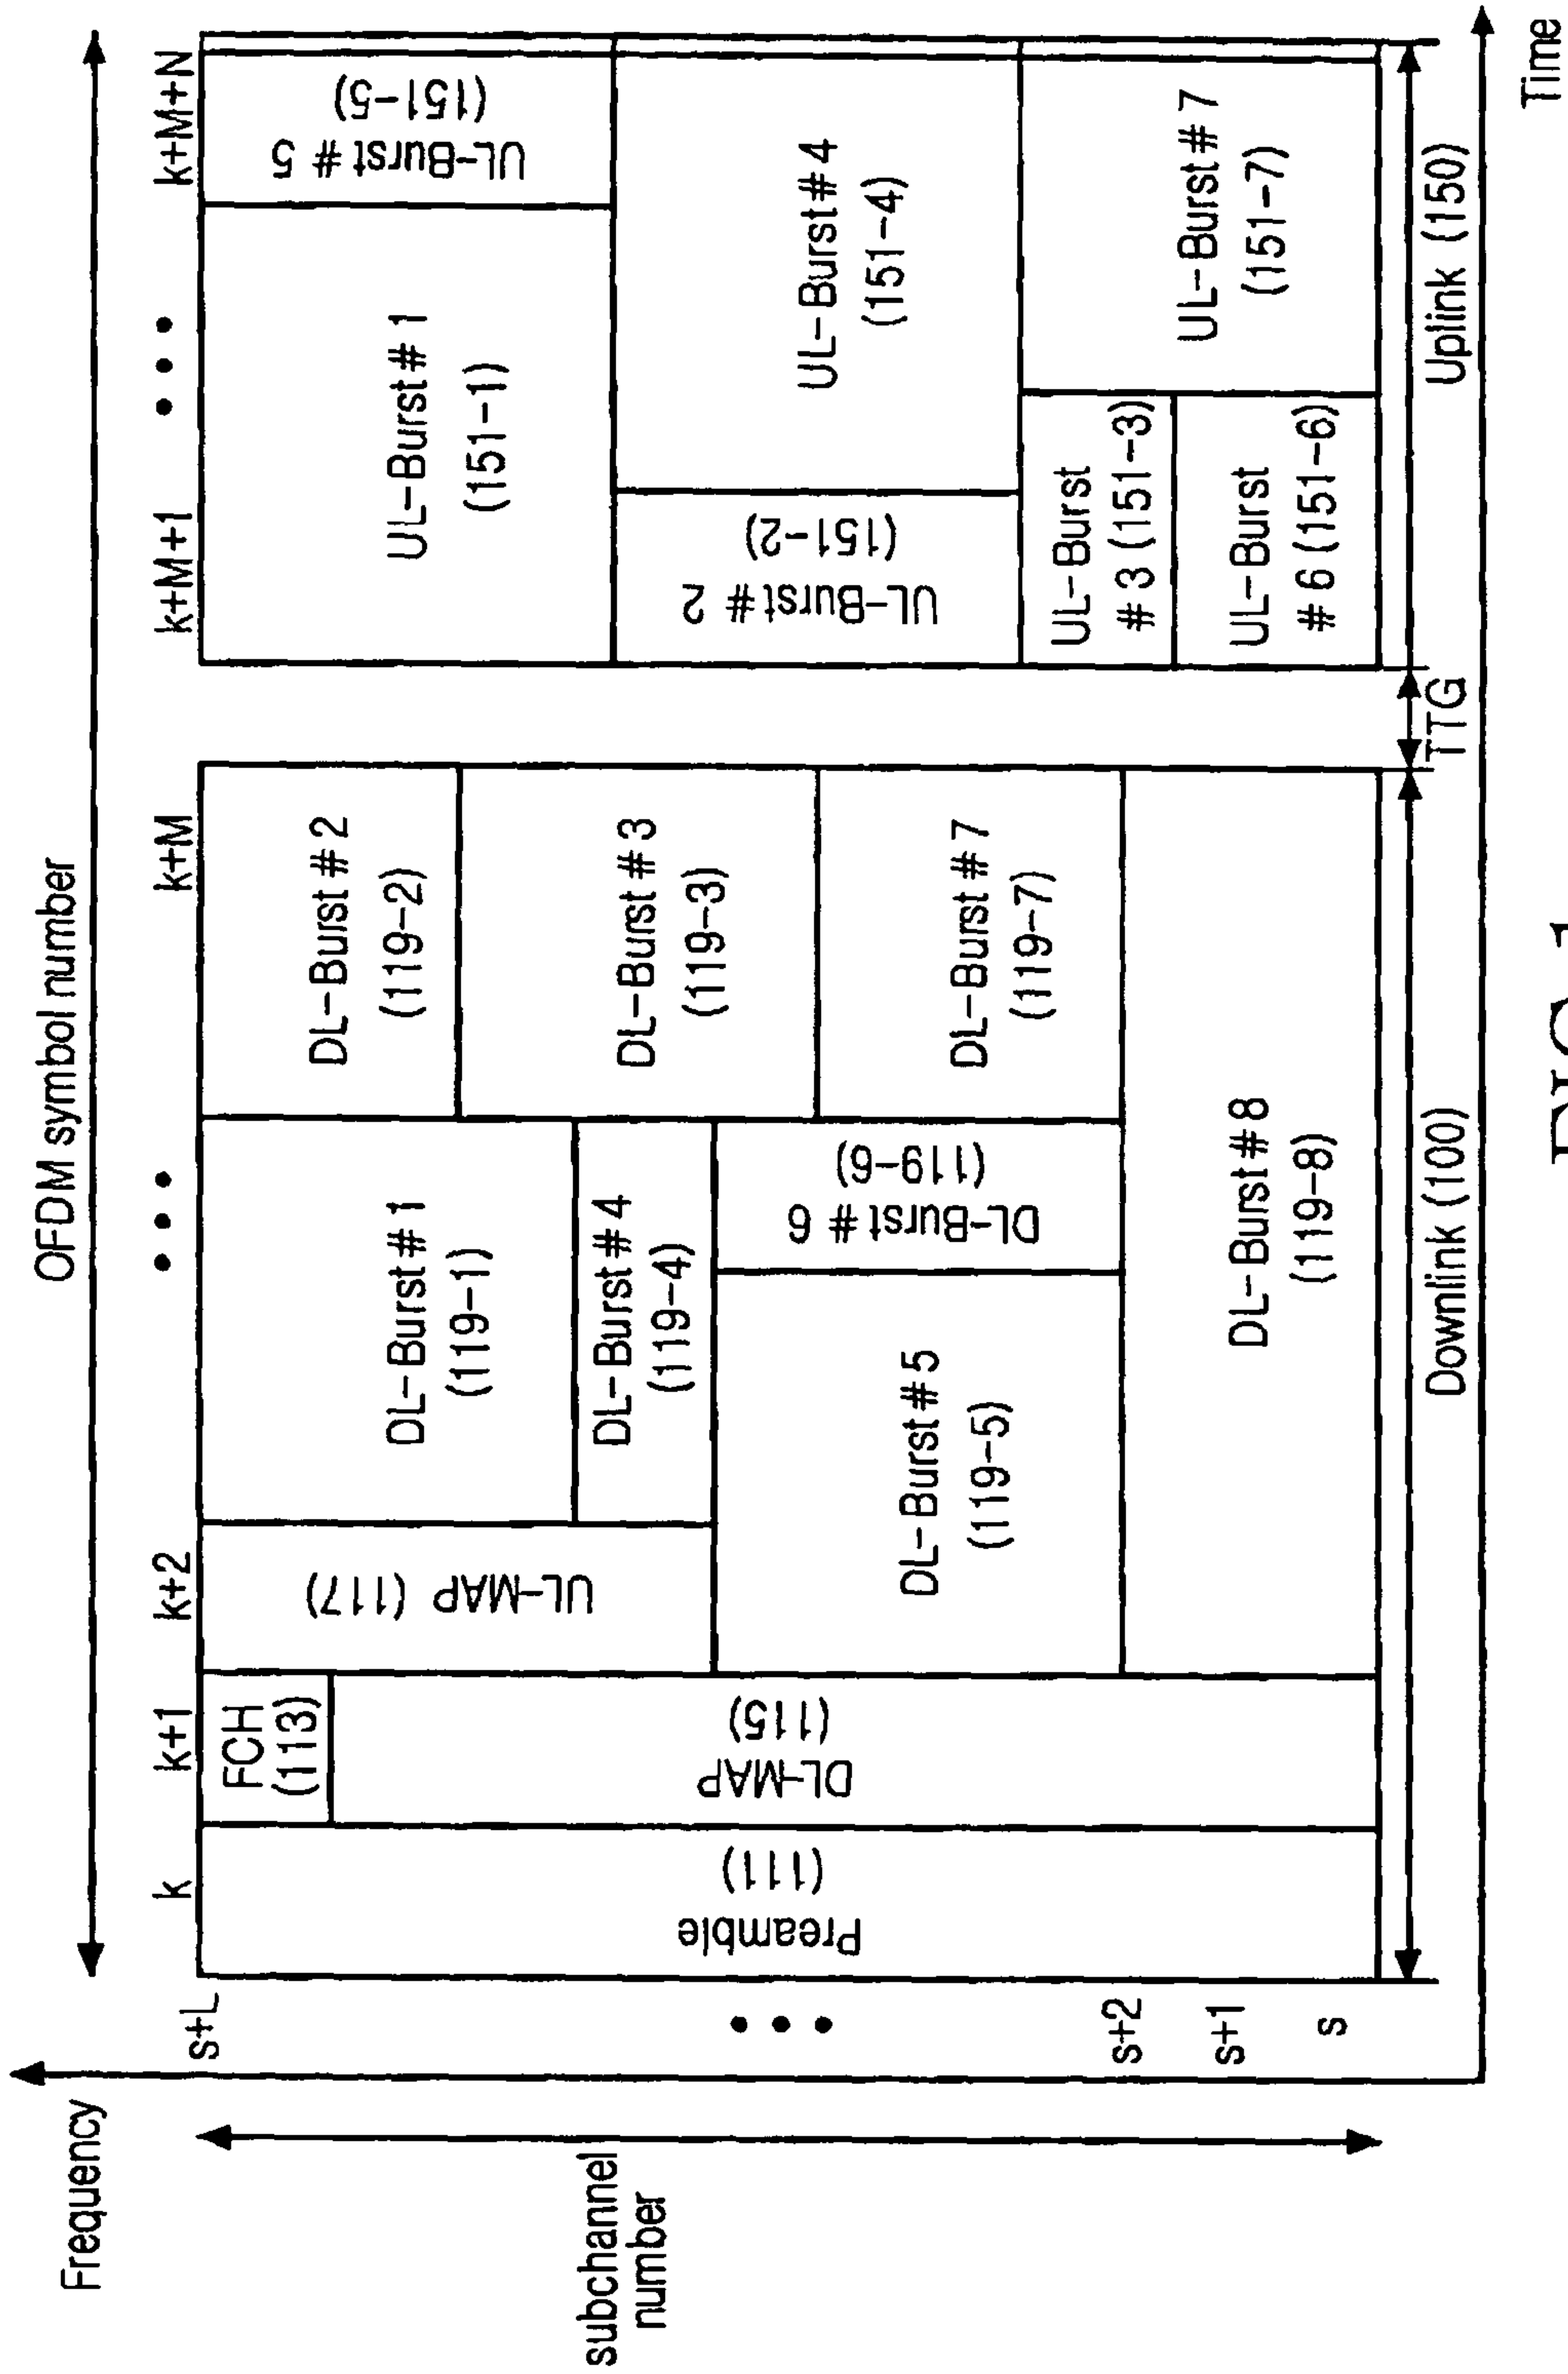 OFDM symbol number
Frequency
k
k+1
k+2
• • •
k+M
k+M+1
• • •
k+M+N
subchannel
number
s+L
• • •
s+2
s+1
s
Preamble
(111)
FCH
(113)
DL-MAP
(115)
UL-MAP (117)
DL-Burst # 1
(119-1)
DL-Burst # 4
(119-4)
DL-Burst # 5
(119-5)
DL-Burst # 6
(119-6)
DL-Burst # 2
(119-2)
DL-Burst # 3
(119-3)
DL-Burst # 7
(119-7)
DL-Burst # 8
(119-8)
UL-Burst # 1
(151-1)
UL-Burst # 5
(151-5)
UL-Burst # 2
(151-2)
UL-Burst # 4
(151-4)
UL-Burst
# 3 (151-3)
UL-Burst
# 6 (151-6)
UL-Burst # 7
(151-7)
Downlink (100)
TTG
Uplink (150)
Time